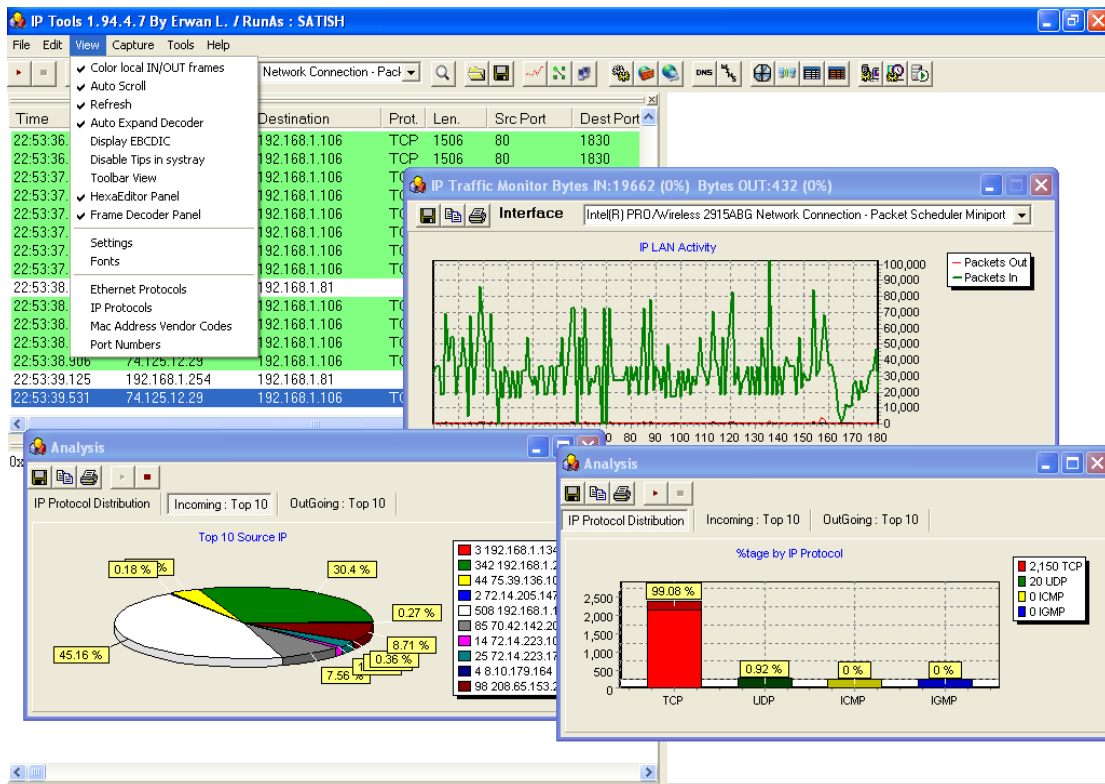 IP Tools 1.94.4.7 By Erwan L. / RunAs : SATISH
File Edit View Capture Tools Help
Network Connection - Pac
DNS
Color local IN/OUT frames
Auto Scroll
Refresh
Auto Expand Decoder
Display EBCDIC
Disable Tips in systray
Toolbar View
HexaEditor Panel
Frame Decoder Panel
Settings
Fonts
Ethernet Protocols
IP Protocols
Mac Address Vendor Codes
Port Numbers
Time Destination Prot. Len. Src Port Dest Port
22:53:36. 192.168.1.106 TCP 1506 80 1830
22:53:36. 192.168.1.106 TCP 1506 80 1830
22:53:37. 192.168.1.106
22:53:37. 192.168.1.106
22:53:37. 192.168.1.106
22:53:37. 192.168.1.106
22:53:37. 192.168.1.106
22:53:37. 192.168.1.106
22:53:38. 192.168.1.81
22:53:38. 192.168.1.106
22:53:38. 192.168.1.106
22:53:38. 192.168.1.106
22:53:38.906 74.125.12.29 192.168.1.106
22:53:39.125 192.168.1.254 192.168.1.81
22:53:39.531 74.125.12.29 192.168.1.106
0x
IP Traffic Monitor Bytes IN:19662 (0%) Bytes OUT:432 (0%)
Interface Intel(R) PRO/Wireless 2915ABG Network Connection - Packet Scheduler Miniport
IP LAN Activity
Packets Out
Packets In
100,000
90,000
80,000
70,000
60,000
50,000
40,000
30,000
20,000
10,000
0
0 80 90 100 110 120 130 140 150 160 170 180
Analysis
IP Protocol Distribution Incoming : Top 10 OutGoing : Top 10
Top 10 Source IP
0.18 % %
30.4 %
0.27 %
8.71 %
0.36 %
7.56 %
45.16 %
3 192.168.1.134
342 192.168.1.2
44 75.39.136.10
2 72.14.205.147
508 192.168.1.1
85 70.42.142.20
14 72.14.223.10
25 72.14.223.17
4 8.10.179.164
98 208.65.153.2
Analysis
IP Protocol Distribution Incoming : Top 10 OutGoing : Top 10
%tage by IP Protocol
2,500
2,000
1,500
1,000
500
0
99.08 %
0.92 %
0 %
0 %
TCP UDP ICMP IGMP
2,150 TCP
20 UDP
0 ICMP
0 IGMP